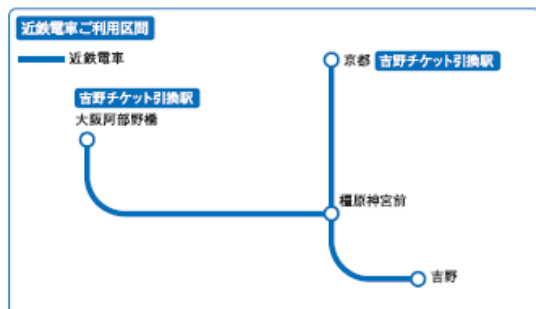 近鉄電車ご利用区間
近鉄電車
京都 吉野チケット引換駅
吉野チケット引換駅
大阪阿部野橋
橿原神宮前
吉野